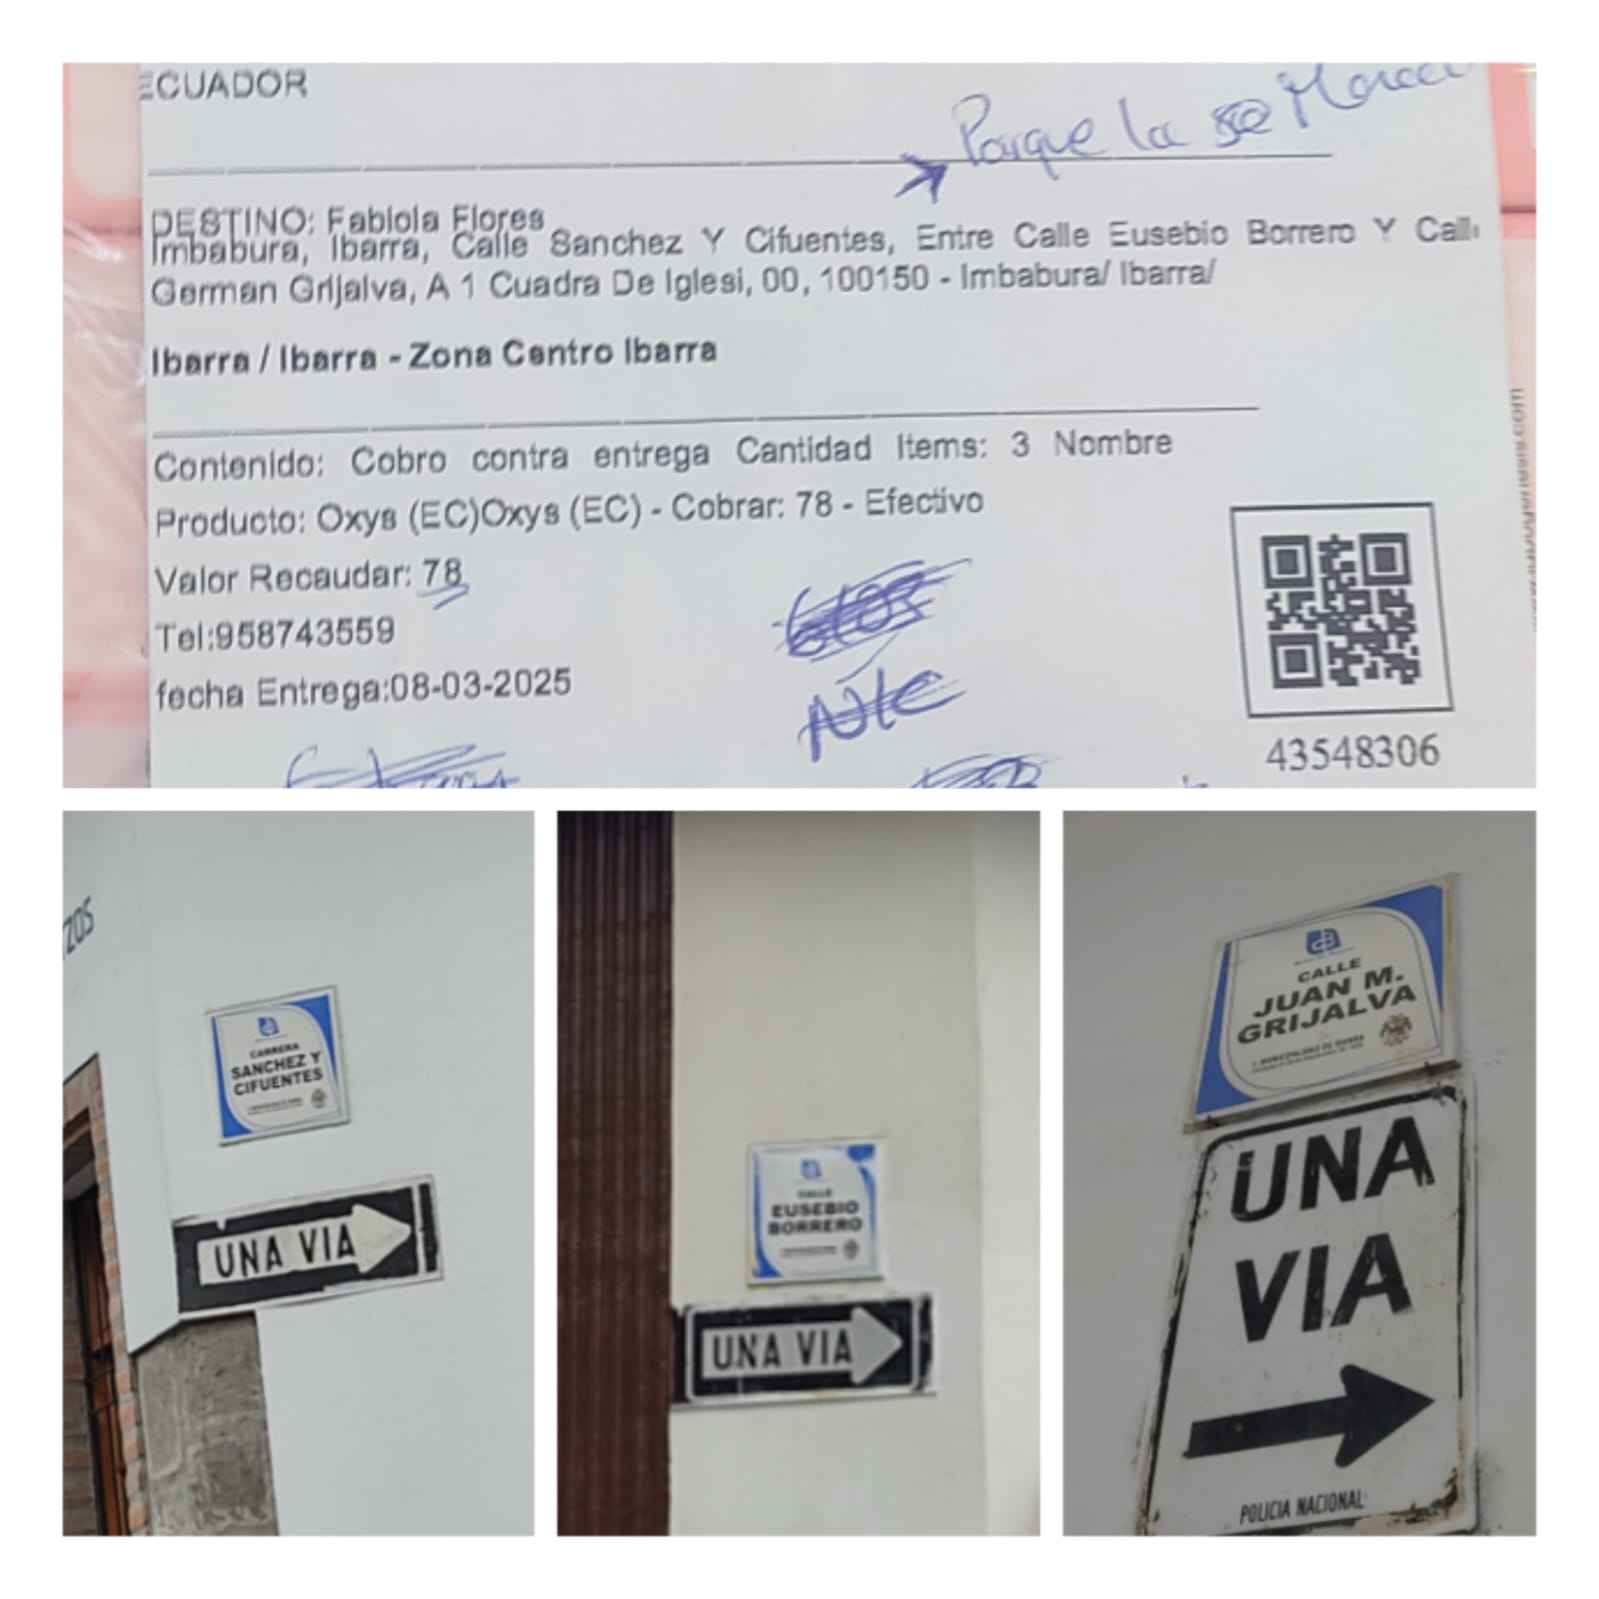 ECUADOR
Parque la
DESTINO: Fabiola Flores
Imbabura, Ibarra, Calle Sanchez Y Cifuentes, Entre Calle Eusebio Borrero Y Call
German Grijalva, A 1 Cuadra De Iglesi, 00, 100150 - Imbabura/ Ibarra/
Ibarra / Ibarra - Zona Centro Ibarra
Contenido: Cobro contra entrega Cantidad Items: 3 Nombre
Producto: Oxys (EC)Oxys (EC) - Cobrar: 78 - Efectivo
Valor Recaudar: 78
Tel:958743559
fecha Entrega:08-03-2025
N/C
43548306
ZOS
CARRERA
SANCHEZ Y
CIFUENTES
UNA VIA
CALLE
EUSEBIO
BORRERO
UNA VIA
CALLE
JUAN M.
GRIJALVA
UNA
VIA
POLICIA NACIONAL